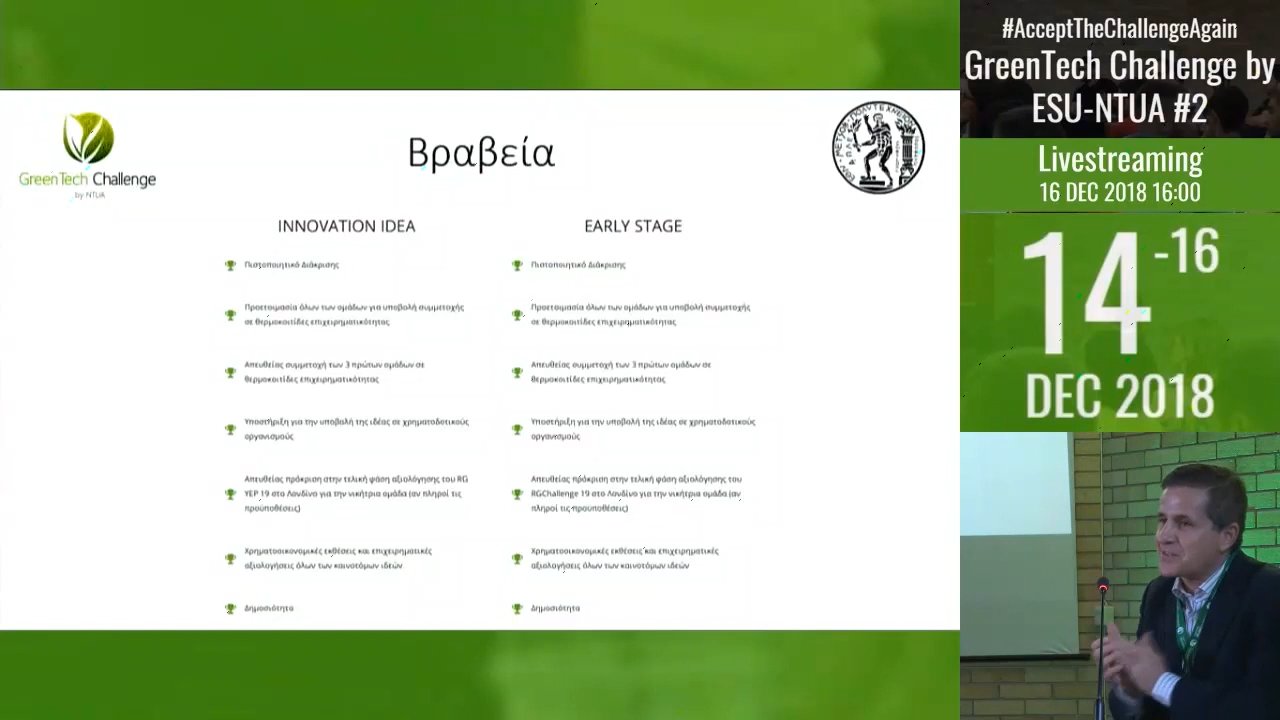 #AcceptTheChallengeAgain
GreenTech Challenge by
ESU-NTUA #2
Livestreaming
16 DEC 2018 16:00
14-16
DEC 2018
GreenTech Challenge
by NTUA
Βραβεία
INNOVATION IDEA
Πιστοποιητικό Διάκρισης
Προετοιμασία όλων των ομάδων για υποβολή συμμετοχής
σε θερμοκοιτίδες επιχειρηματικότητας
Απευθείας συμμετοχή των 3 πρώτων ομάδων σε
θερμοκοιτίδες επιχειρηματικότητας
Υποστήριξη για την υποβολή της ιδέας σε χρηματοδοτικούς
οργανισμούς
Απευθείας πρόκριση στην τελική φάση αξιολόγησης του RG
YEP 19 στο Λονδίνο για την νικήτρια ομάδα (αν πληροί τις
προϋποθέσεις)
Χρηματοοικονομικές εκθέσεις και επιχειρηματικές
αξιολογήσεις όλων των καινοτόμων ιδεών
Δημοσιότητα
EARLY STAGE
Πιστοποιητικό Διάκρισης
Προετοιμασία όλων των ομάδων για υποβολή συμμετοχής
σε θερμοκοιτίδες επιχειρηματικότητας
Απευθείας συμμετοχή των 3 πρώτων ομάδων σε
θερμοκοιτίδες επιχειρηματικότητας
Υποστήριξη για την υποβολή της ιδέας σε χρηματοδοτικούς
οργανισμούς
Απευθείας πρόκριση στην τελική φάση αξιολόγησης του
RGChallenge 19 στο Λονδίνο για την νικήτρια ομάδα (αν
πληροί τις προϋποθέσεις)
Χρηματοοικονομικές εκθέσεις και επιχειρηματικές
αξιολογήσεις όλων των καινοτόμων ιδεών
Δημοσιότητα